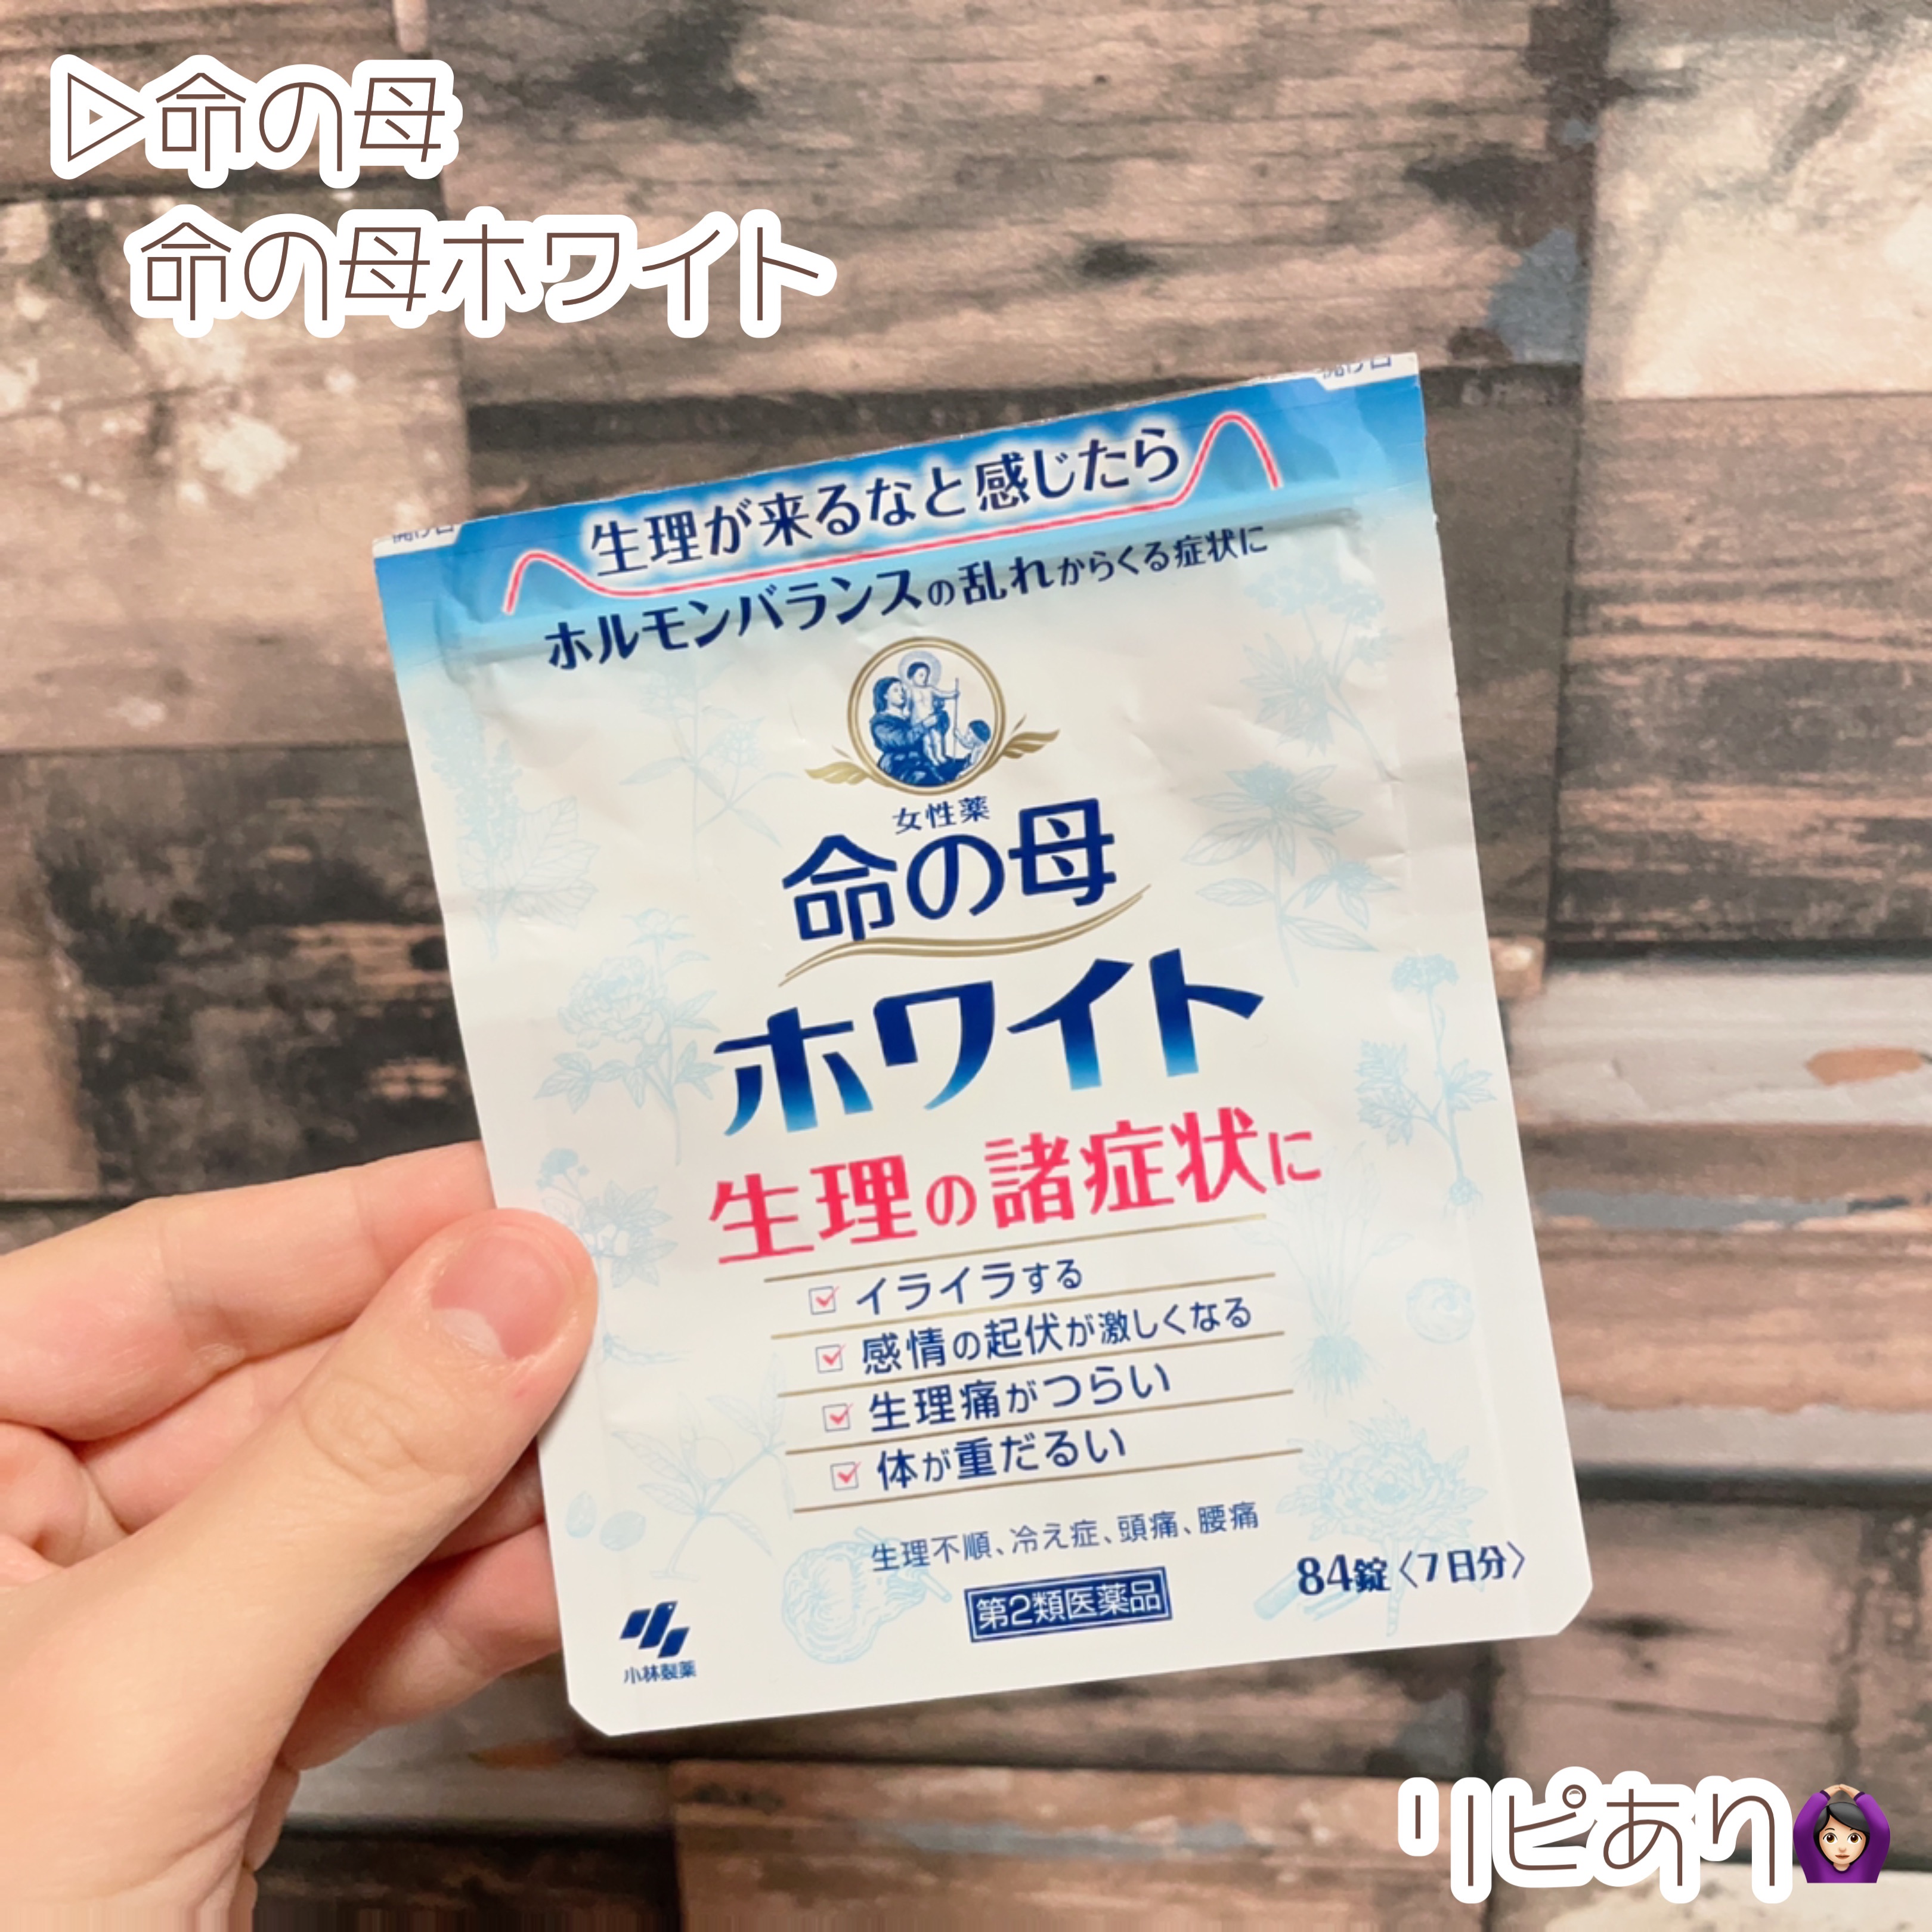 ▷命の母
命の母ホワイト
開け口
開け口
生理が来るなと感じたら
ホルモンバランスの乱れからくる症状に
女性薬
命の母
ホワイト
生理の諸症状に
イライラする
感情の起伏が激しくなる
生理痛がつらい
体が重だるい
生理不順、冷え症、頭痛、腰痛
第2類医薬品
84錠〈7日分〉
小林製薬
リピあり🙆🏻‍♀️